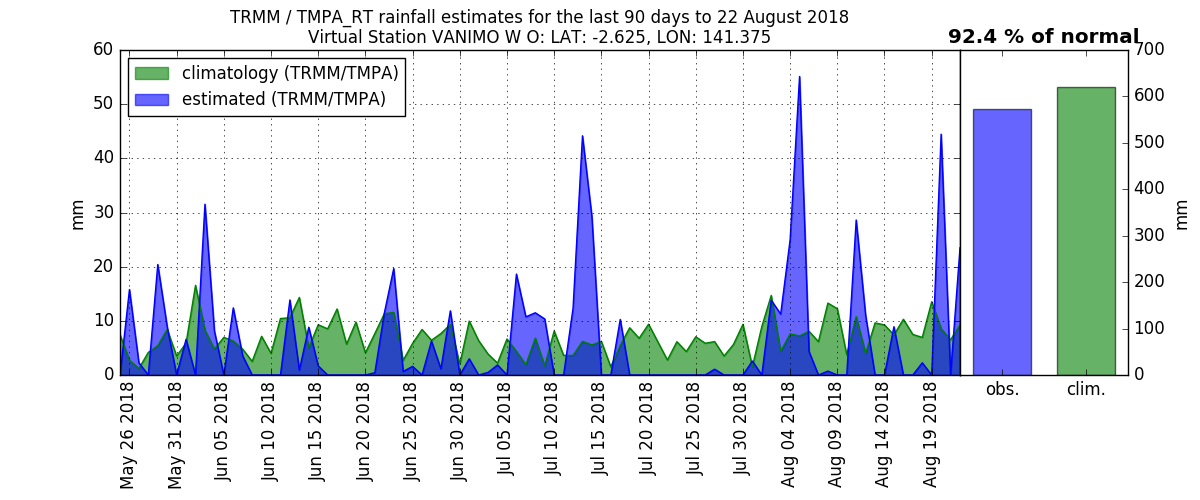 TRMM / TMPA_RT rainfall estimates for the last 90 days to 22 August 2018
Virtual Station VANIMO W O: LAT: -2.625, LON: 141.375
92.4 % of normal
climatology (TRMM/TMPA)
estimated (TRMM/TMPA)
mm
60
50
40
30
20
10
0
May 26 2018
May 31 2018
Jun 05 2018
Jun 10 2018
Jun 15 2018
Jun 20 2018
Jun 25 2018
Jun 30 2018
Jul 05 2018
Jul 10 2018
Jul 15 2018
Jul 20 2018
Jul 25 2018
Jul 30 2018
Aug 04 2018
Aug 09 2018
Aug 14 2018
Aug 19 2018
obs.
clim.
700
600
500
400
300
200
100
0
mm